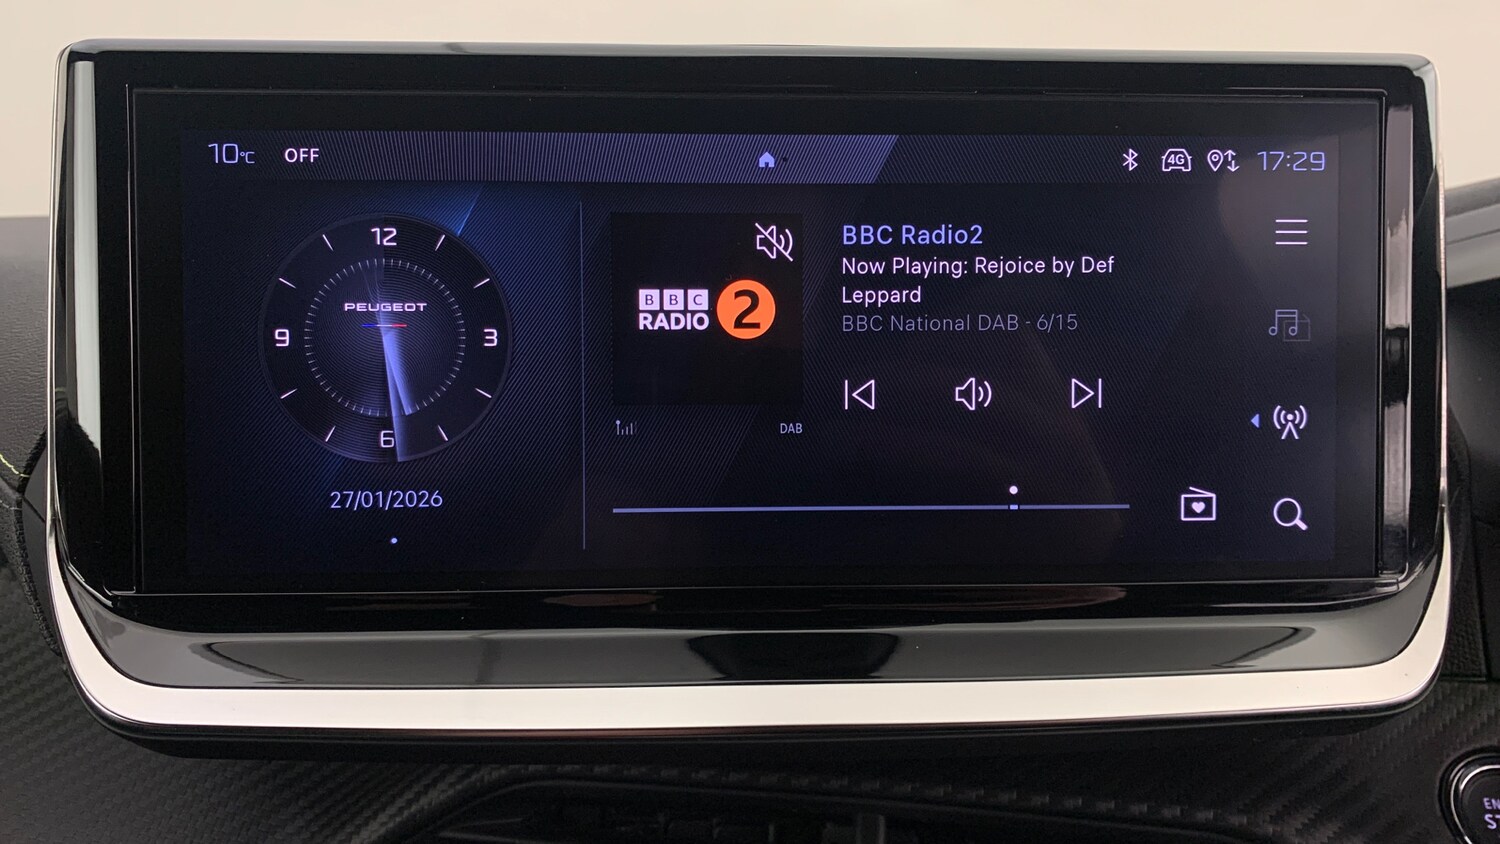 10°C OFF
4G 17:29
12
PEUGEOT
9 3
6
27/01/2026
BBC
RADIO 2
DAB
BBC Radio2
Now Playing: Rejoice by Def
Leppard
BBC National DAB - 6/15